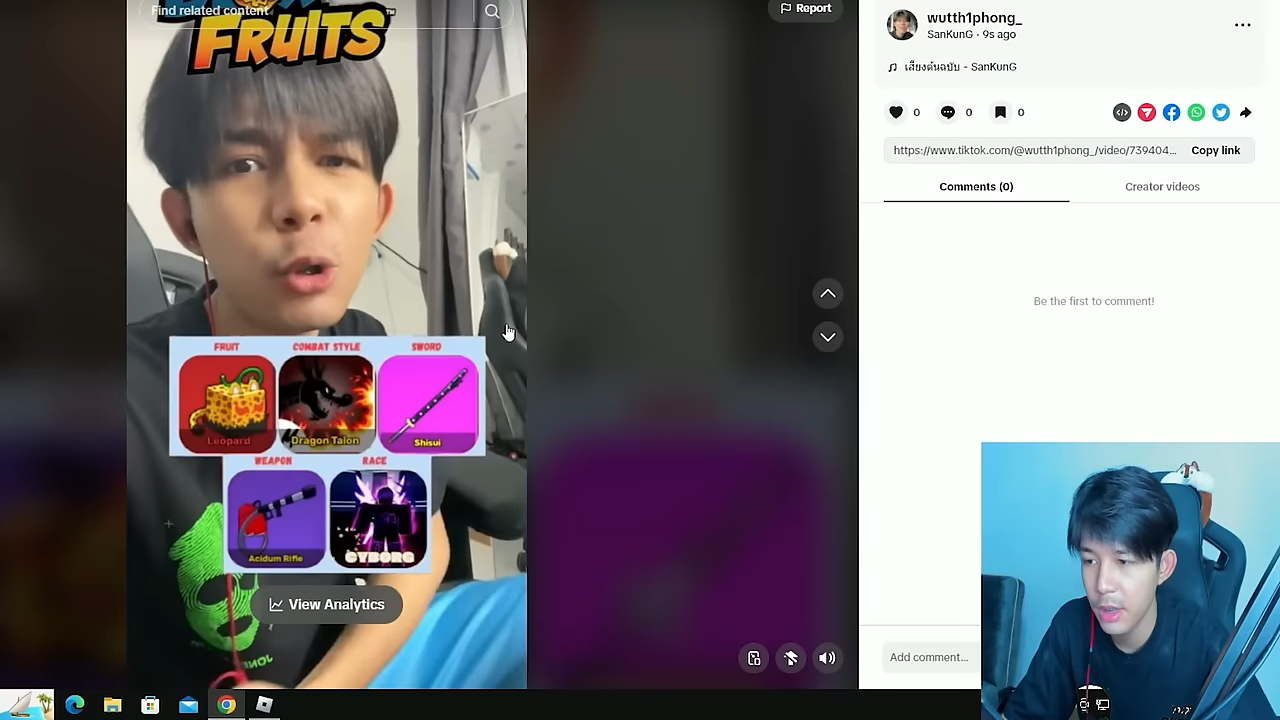 Find related content
FRUITS
TM
Report
wutth1phong_
SanKunG · 9s ago
เสียงต้นฉบับ - SanKunG
0
0
0
https://www.tiktok.com/@wutth1phong_/video/739404...
Copy link
Comments (0)
Creator videos
Be the first to comment!
FRUIT
COMBAT STYLE
SWORD
Leopard
Dragon Talon
Shisui
WEAPON
RACE
Acidum Rifle
CYBORG
View Analytics
Add comment...